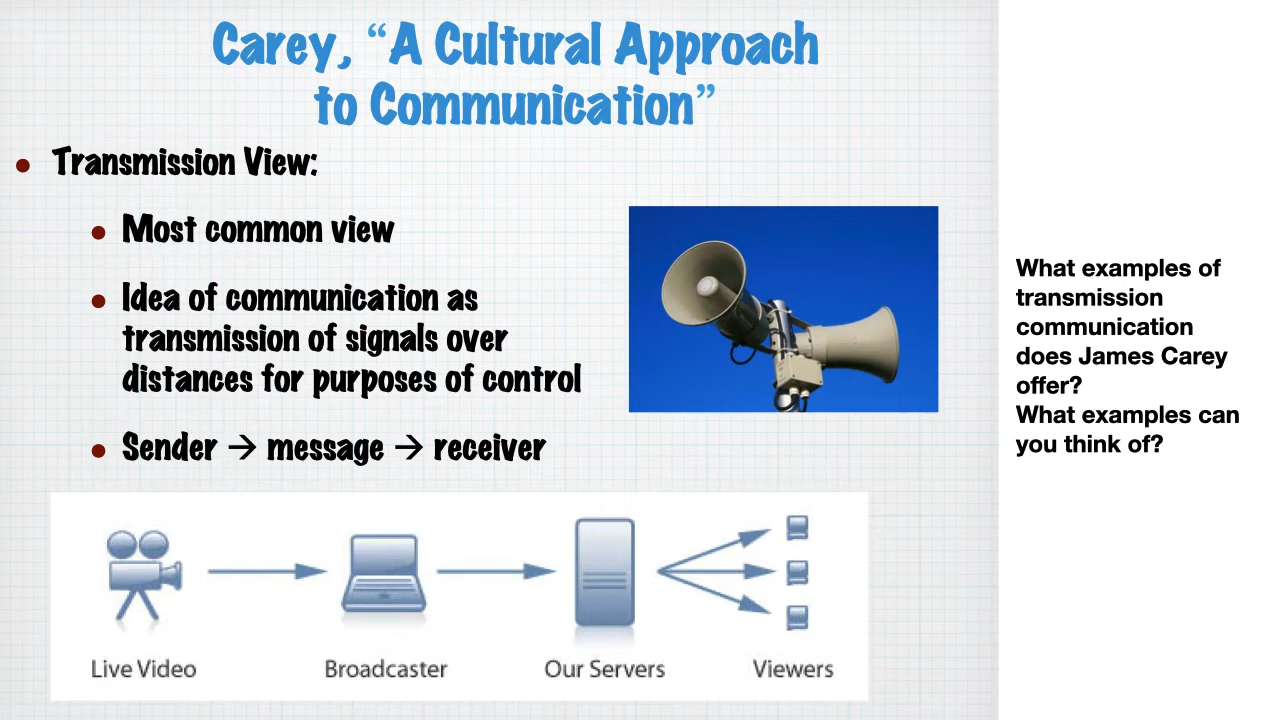 Carey, “A Cultural Approach
to Communication”
• Transmission View:
• Most common view
• Idea of communication as
transmission of signals over
distances for purposes of control
• Sender → message → receiver
What examples of
transmission
communication
does James Carey
offer?
What examples can
you think of?
Live Video
Broadcaster
Our Servers
Viewers